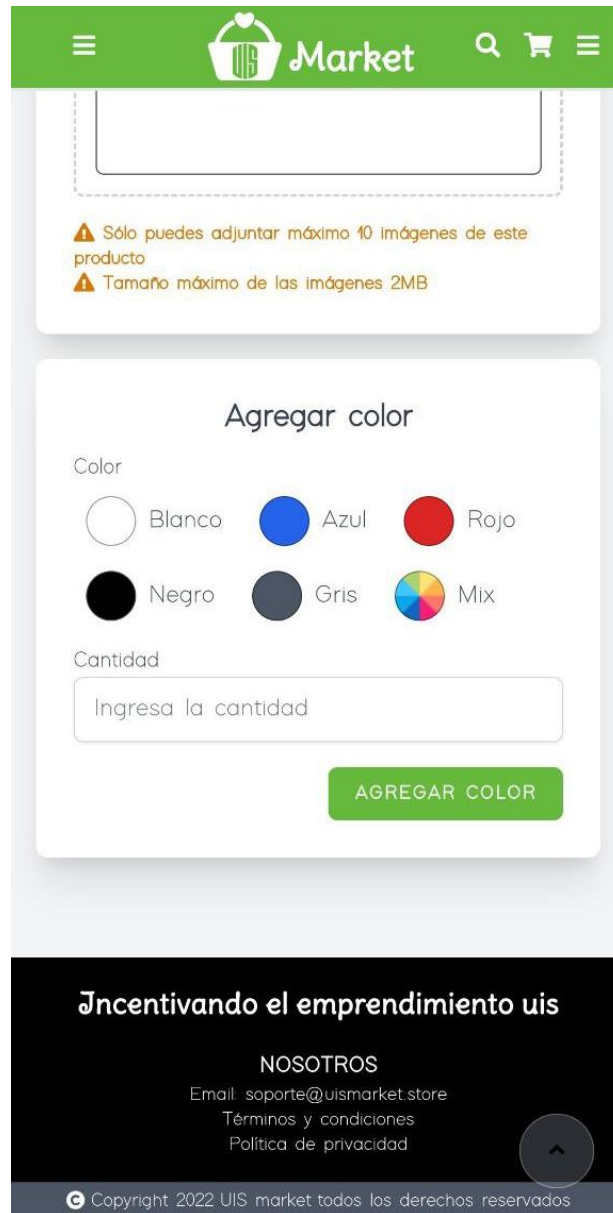 UIS Market
Sólo puedes adjuntar máximo 10 imágenes de este
producto
Tamaño máximo de las imágenes 2MB
Agregar color
Color
Blanco Azul Rojo
Negro Gris Mix
Cantidad
Ingresa la cantidad
AGREGAR COLOR
Incentivando el emprendimiento uis
NOSOTROS
Email: soporte@uismarket.store
Términos y condiciones
Política de privacidad
Copyright 2022 UIS market todos los derechos reservados